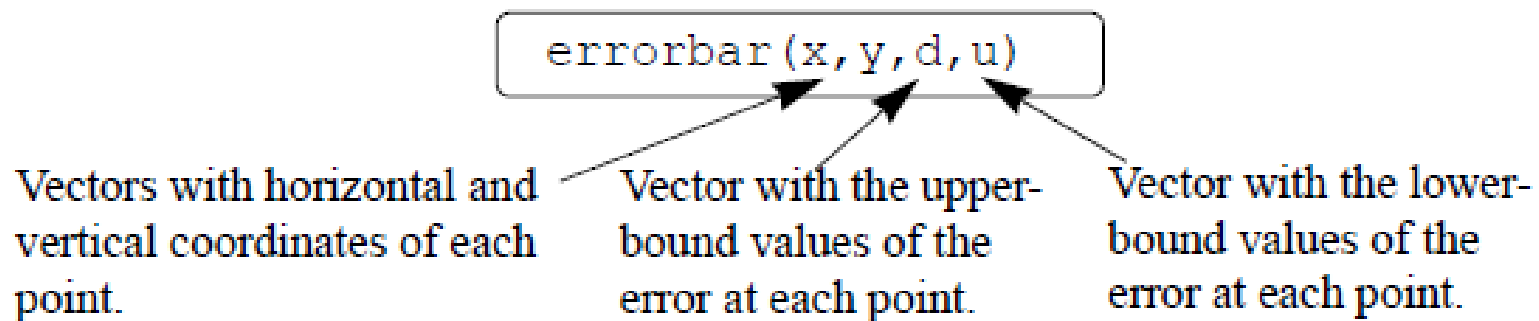 errorbar(x,y,d,u)
Vectors with horizontal and
vertical coordinates of each
point.
Vector with the upper-
bound values of the
error at each point.
Vector with the lower-
bound values of the
error at each point.